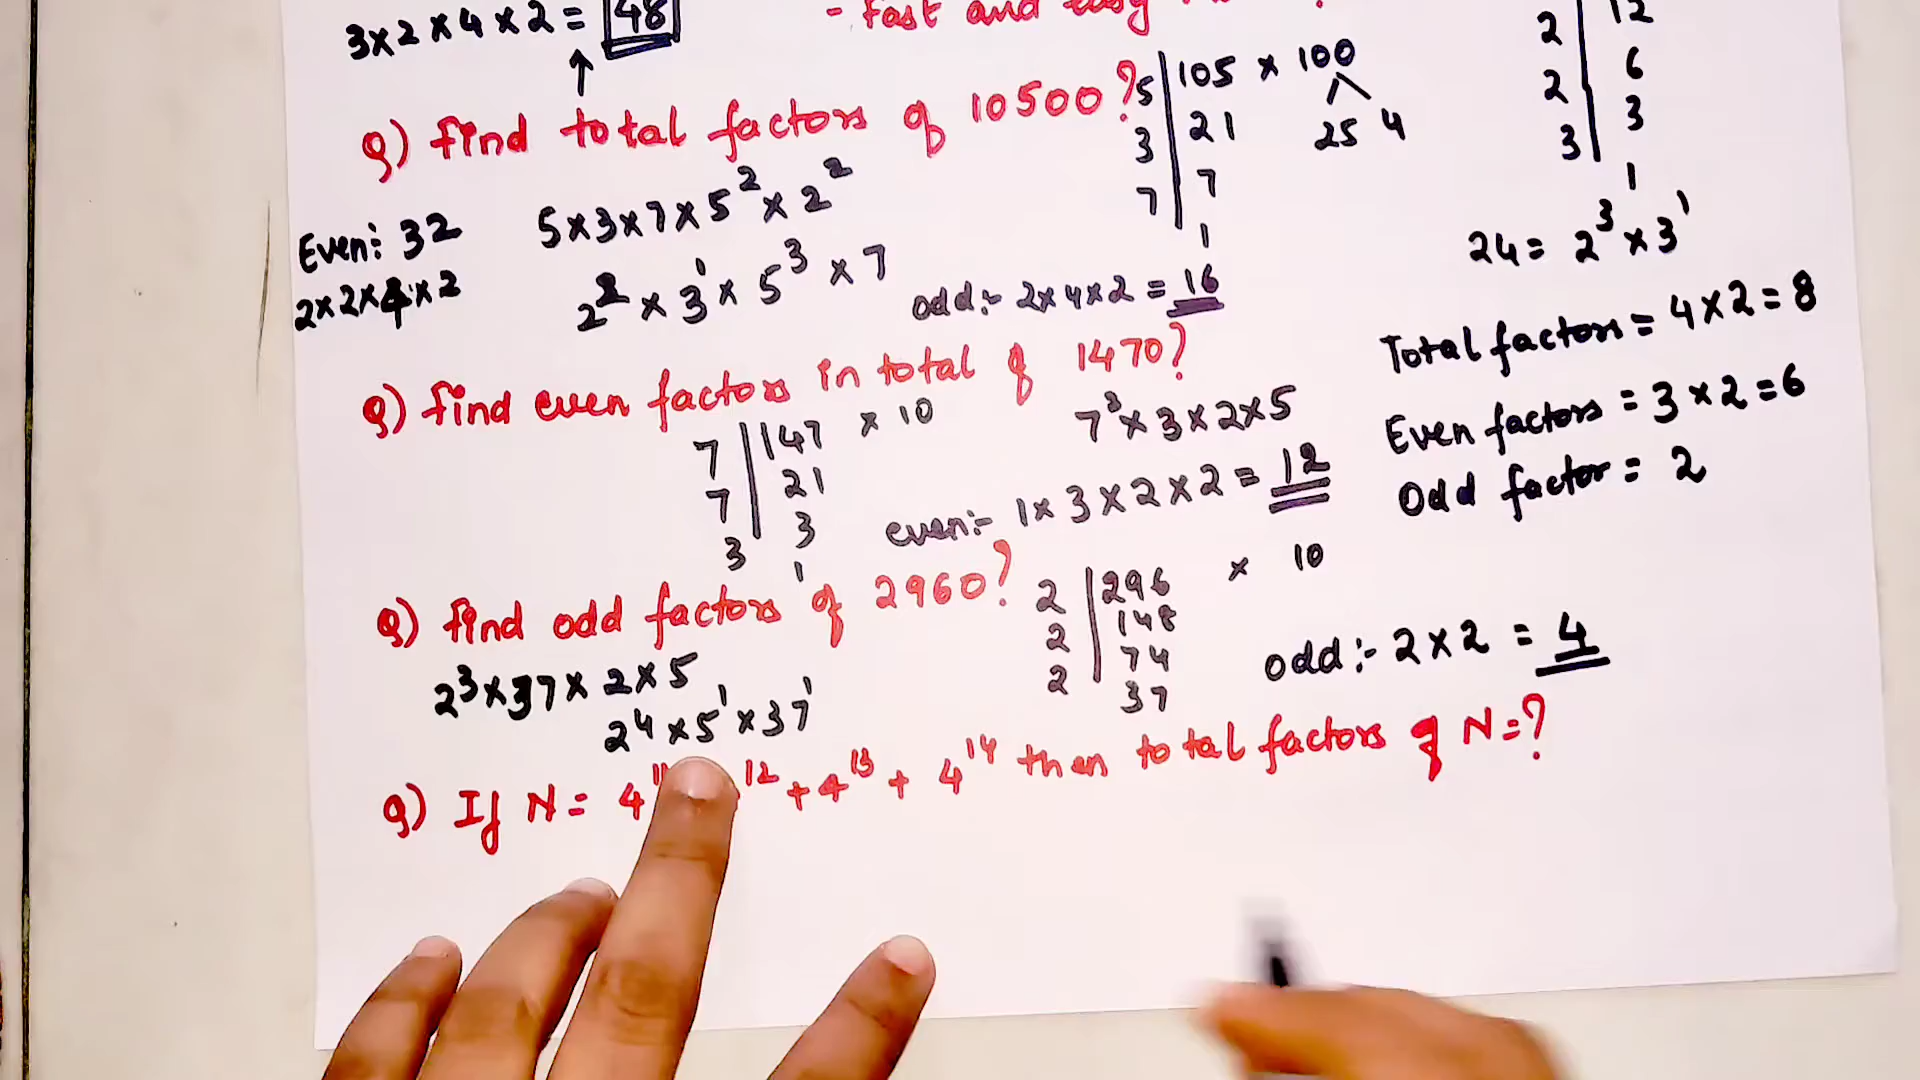 3×2×4×2 = 48
- fast and easy
↑
Q) find total factors of 10500?
5 | 105 × 100
3 | 21 25 4
7 | 7
1
5×3×7×5² × 2²
Even: 32
2×2×4×2
2² × 3¹ × 5³ × 7
odd:- 2×4×2 = 16
Q) find even factors in total of 1470?
7 | 147 × 10
7 | 21
3 3
1
7² × 3 × 2 × 5
even:- 1×3×2×2 = 12
Q) find odd factors of 2960?
2 | 296 × 10
2 | 148
2 | 74
37
2³×37× 2×5
2⁴ × 5¹ × 37¹
odd:- 2×2 = 4
Q) If N = 4 ¹² + 4¹³ + 4¹⁴ then total factors of N=?
2 | 12
2 | 6
3 | 3
1
24 = 2³ × 3¹
Total factors = 4×2 = 8
Even factors = 3×2 = 6
Odd factor = 2